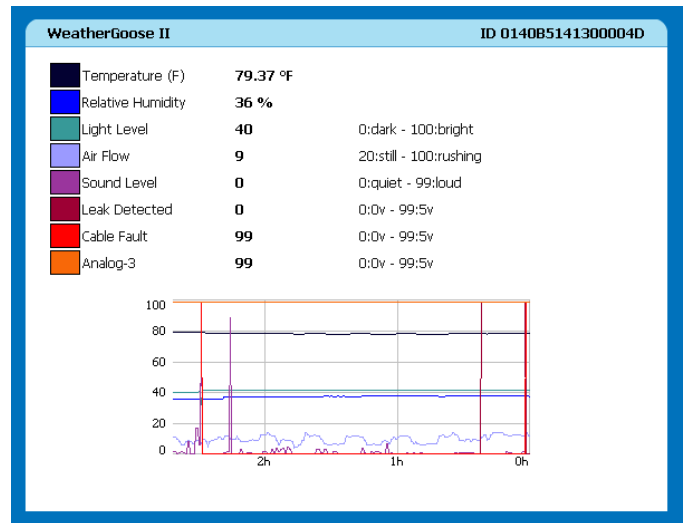 WeatherGoose II ID 0140B5141300004D
Temperature (F) 79.37 ºF
Relative Humidity 36 %
Light Level 40 0:dark - 100:bright
Air Flow 9 20:still - 100:rushing
Sound Level 0 0:quiet - 99:loud
Leak Detected 0 0:0v - 99:5v
Cable Fault 99 0:0v - 99:5v
Analog-3 99 0:0v - 99:5v
100
80
60
40
20
0
2h 1h 0h